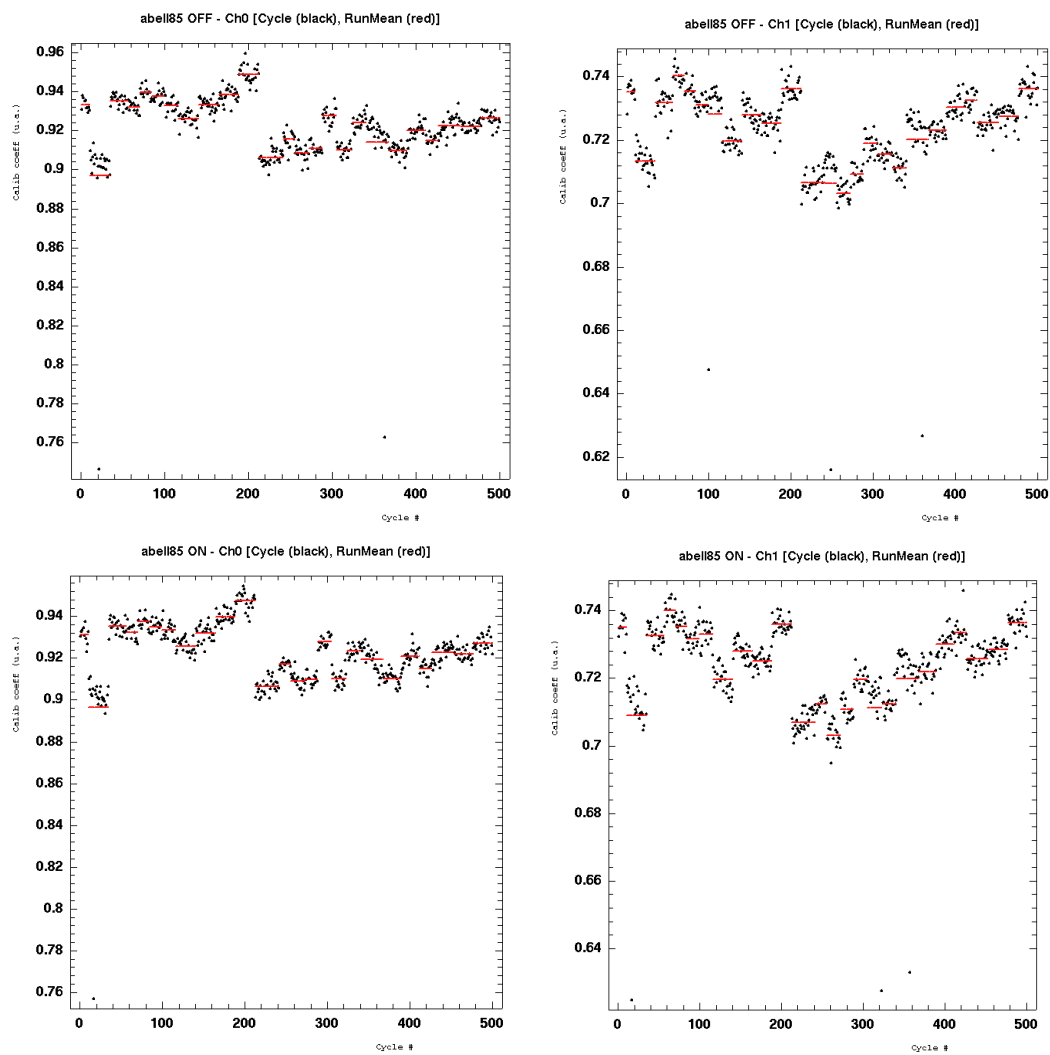 abell85 OFF - Ch0 [Cycle (black), RunMean (red)]
Calib coeff (u.a.)
0.96
0.94
0.92
0.9
0.88
0.86
0.84
0.82
0.8
0.78
0.76
0 100 200 300 400 500
Cycle #
abell85 OFF - Ch1 [Cycle (black), RunMean (red)]
Calib coeff (u.a.)
0.74
0.72
0.7
0.68
0.66
0.64
0.62
0 100 200 300 400 500
Cycle #
abell85 ON - Ch0 [Cycle (black), RunMean (red)]
Calib coeff (u.a.)
0.94
0.92
0.9
0.88
0.86
0.84
0.82
0.8
0.78
0.76
0 100 200 300 400 500
Cycle #
abell85 ON - Ch1 [Cycle (black), RunMean (red)]
Calib coeff (u.a.)
0.74
0.72
0.7
0.68
0.66
0.64
0 100 200 300 400 500
Cycle #